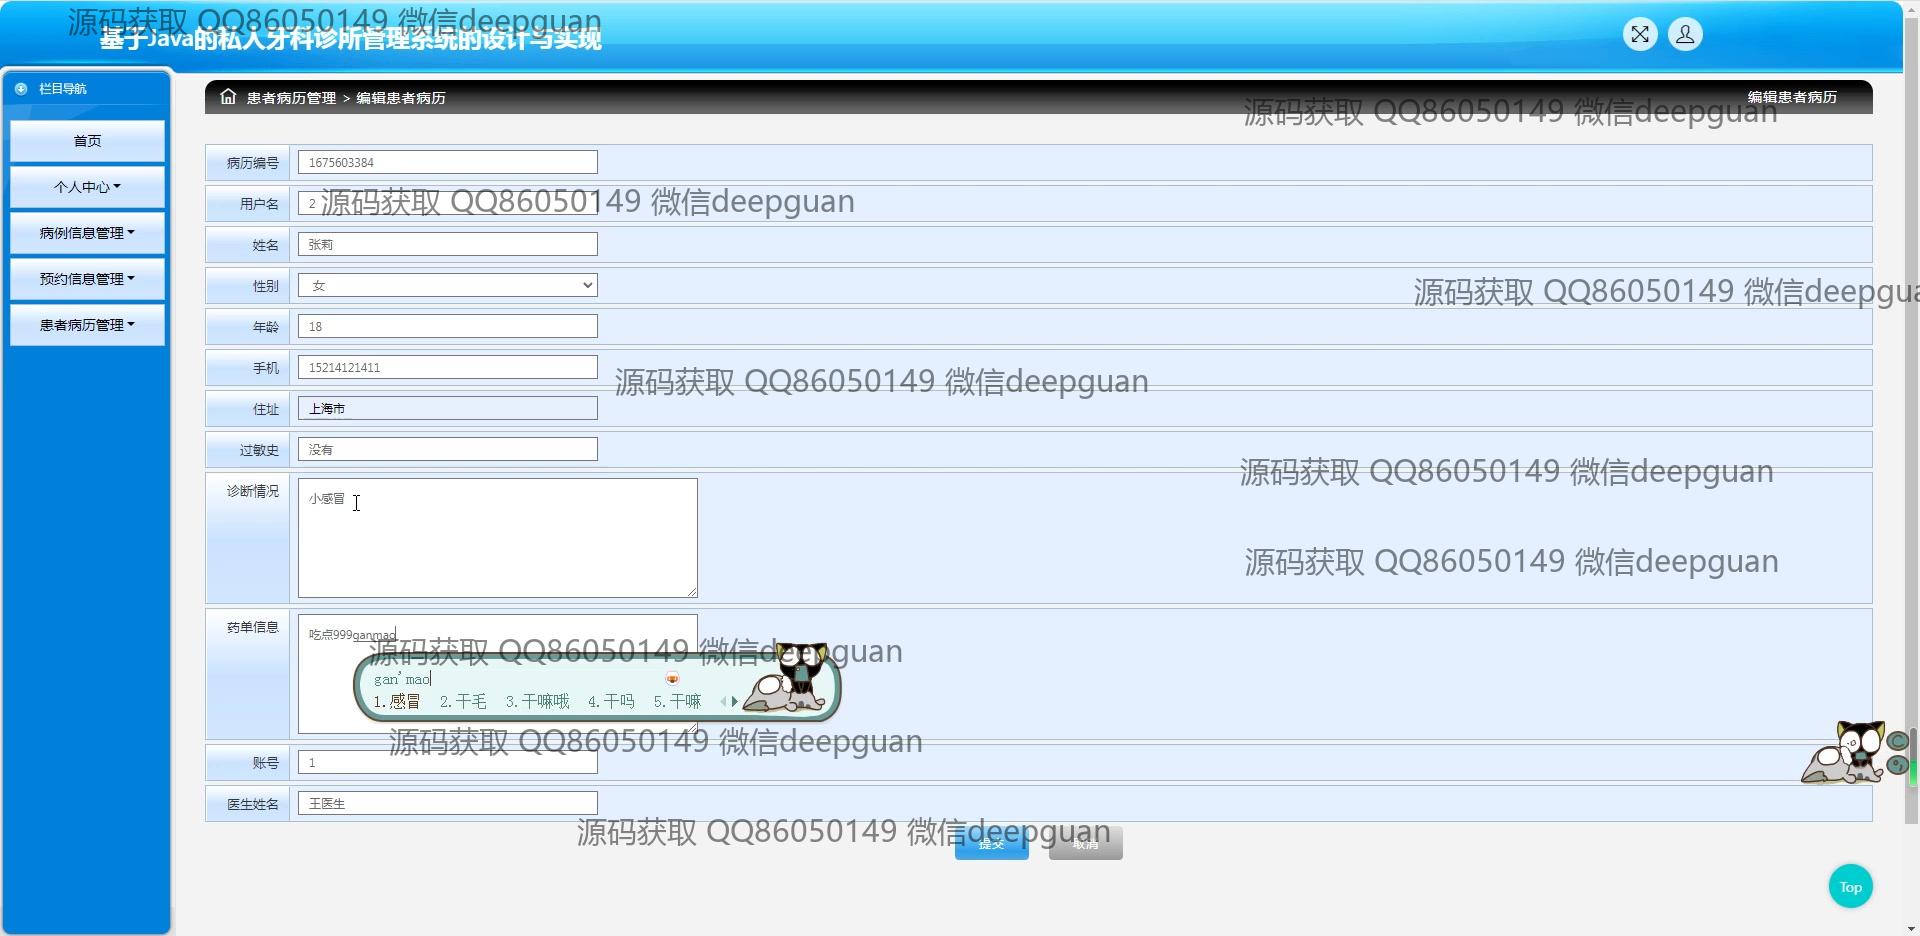 源码获取 QQ86050149 微信deepguan
基于Java的私人牙科诊所管理系统的设计与实现
栏目导航
首页
个人中心
病例信息管理
预约信息管理
患者病历管理
患者病历管理 > 编辑患者病历
编辑患者病历
源码获取 QQ86050149 微信deepguan
病历编号 1675603384
用户名 2
源码获取 QQ86050149 微信deepguan
姓名 张莉
性别 女
源码获取 QQ86050149 微信deepgua
年龄 18
手机 15214121411
源码获取 QQ86050149 微信deepguan
住址 上海市
过敏史 没有
源码获取 QQ86050149 微信deepguan
诊断情况 小感冒
源码获取 QQ86050149 微信deepguan
药单信息 吃点999ganmao
源码获取 QQ86050149 微信deepguan
gan'mao
1.感冒 2.干毛 3.干嘛哦 4.干吗 5.干嘛
源码获取 QQ86050149 微信deepguan
账号 1
医生姓名 王医生
源码获取 QQ86050149 微信deepguan
提交 取消
Top